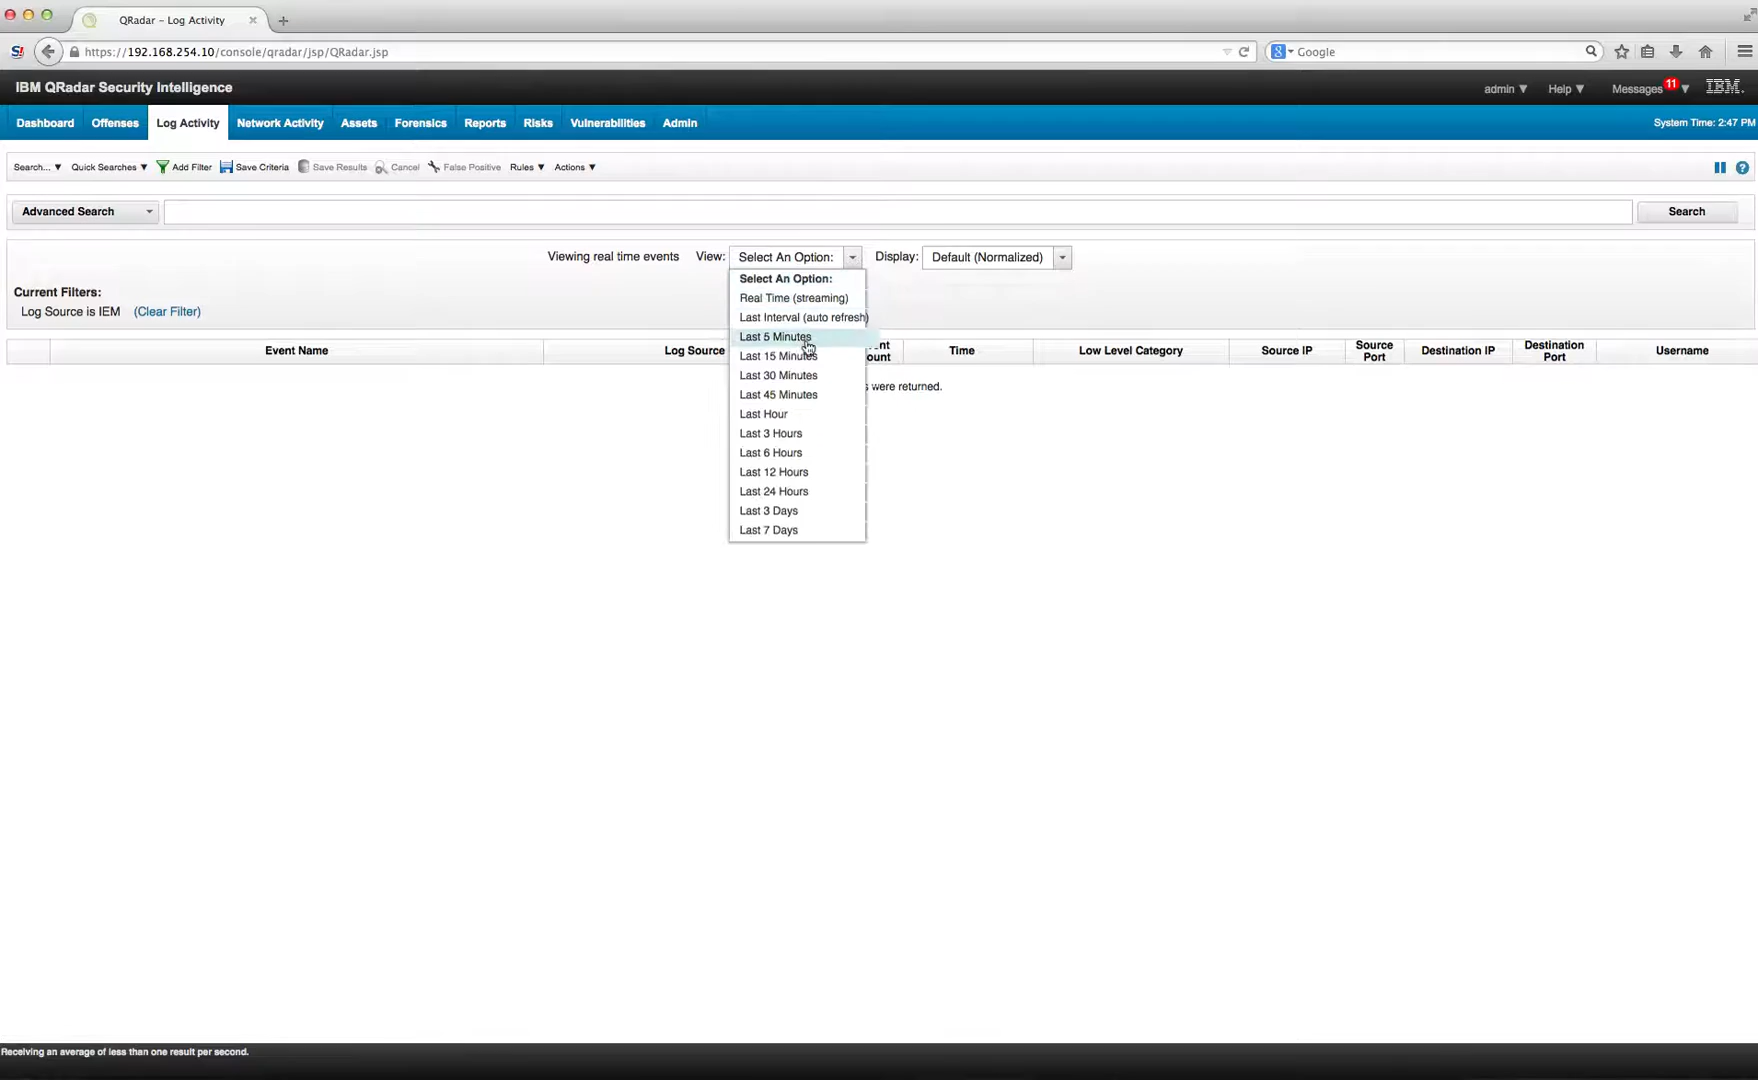 QRadar - Log Activity
https://192.168.254.10/console/qradar/jsp/QRadar.jsp
Google
IBM QRadar Security Intelligence
admin ▼ Help ▼ Messages 11 ▼ IBM.
Dashboard Offenses Log Activity Network Activity Assets Forensics Reports Risks Vulnerabilities Admin System Time: 2:47 PM
Search... ▼ Quick Searches ▼ Add Filter Save Criteria Save Results Cancel False Positive Rules ▼ Actions ▼
Advanced Search Search
Viewing real time events View: Select An Option: Display: Default (Normalized)
Select An Option:
Real Time (streaming)
Last Interval (auto refresh)
Last 5 Minutes
Last 15 Minutes
Last 30 Minutes
Last 45 Minutes
Last Hour
Last 3 Hours
Last 6 Hours
Last 12 Hours
Last 24 Hours
Last 3 Days
Last 7 Days
Current Filters:
Log Source is IEM (Clear Filter)
Event Name Log Source Time Low Level Category Source IP Source Port Destination IP Destination Port Username
were returned.
Receiving an average of less than one result per second.